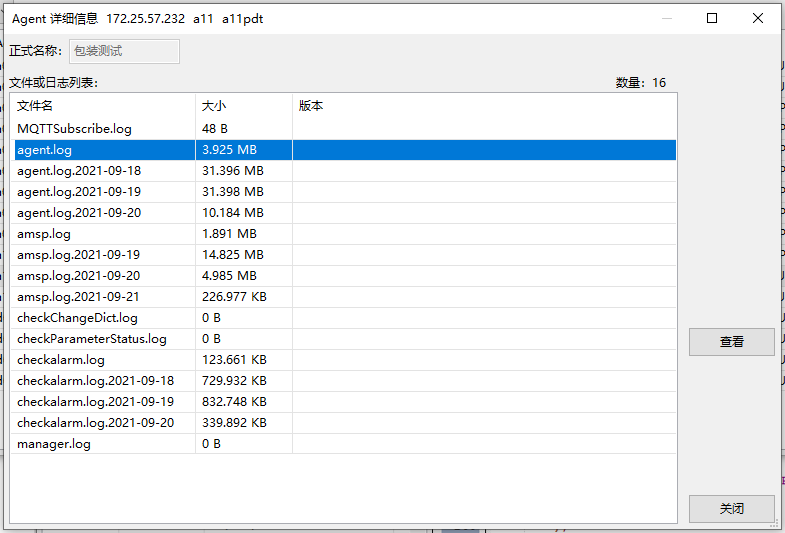 Agent 详细信息 172.25.57.232 a11 a11pdt
正式名称: 包装测试
文件或日志列表: 数量: 16
文件名 大小 版本
MQTTSubscribe.log 48 B
agent.log 3.925 MB
agent.log.2021-09-18 31.396 MB
agent.log.2021-09-19 31.398 MB
agent.log.2021-09-20 10.184 MB
amsp.log 1.891 MB
amsp.log.2021-09-19 14.825 MB
amsp.log.2021-09-20 4.985 MB
amsp.log.2021-09-21 226.977 KB
checkChangeDict.log 0 B
checkParameterStatus.log 0 B
checkalarm.log 123.661 KB
checkalarm.log.2021-09-18 729.932 KB
checkalarm.log.2021-09-19 832.748 KB
checkalarm.log.2021-09-20 339.892 KB
manager.log 0 B
查看
关闭